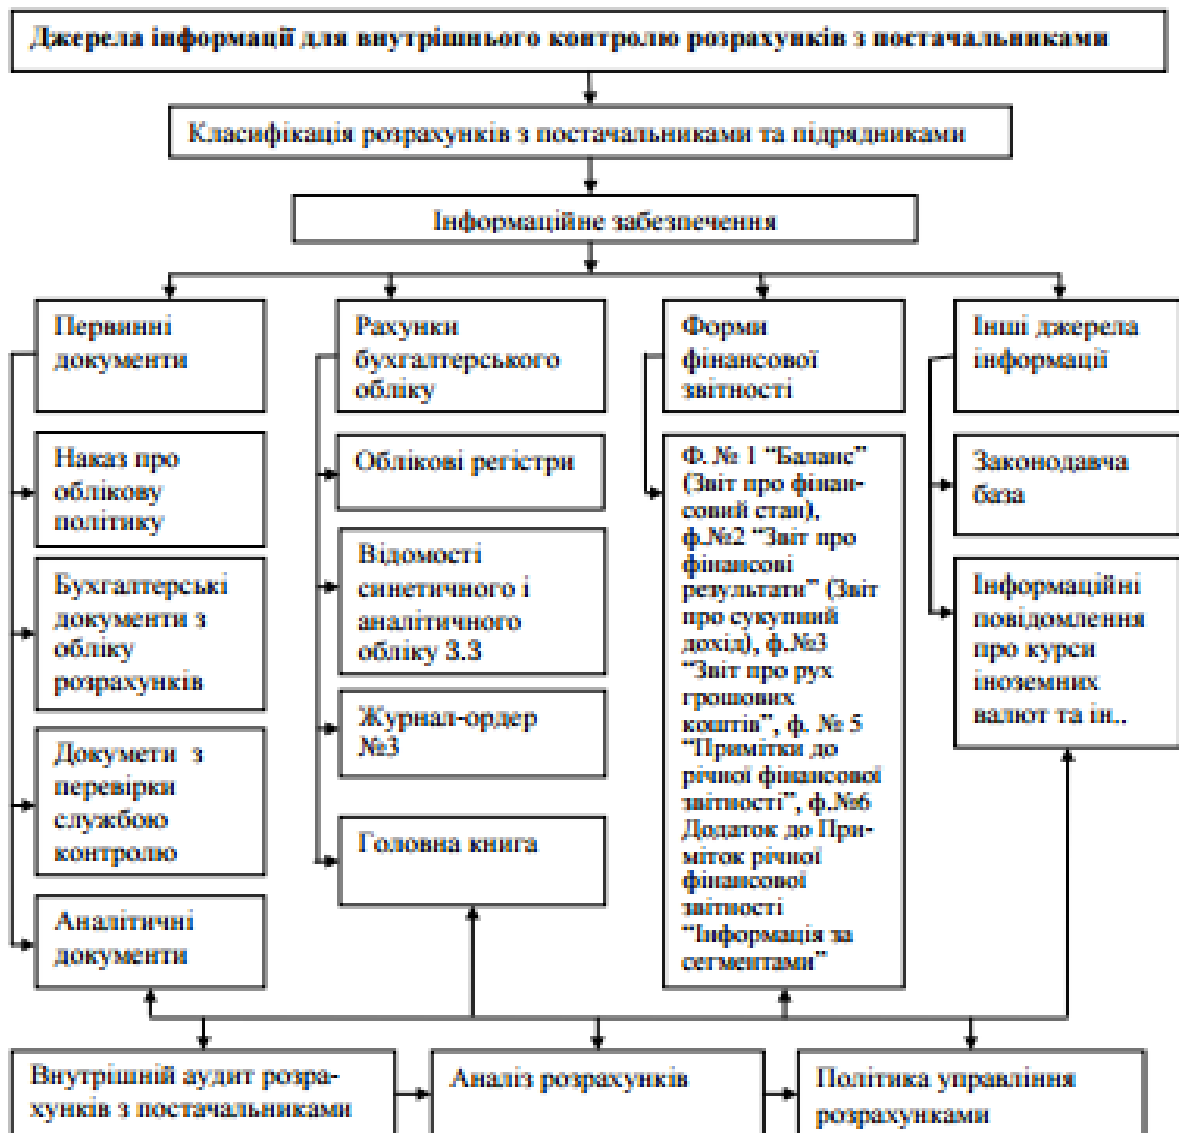 Джерела інформації для внутрішнього контролю розрахунків з постачальниками
Класифікація розрахунків з постачальниками та підрядниками
Інформаційне забезпечення
Первинні
документи
Наказ про
облікову
політику
Бухгалтерські
документи з
обліку
розрахунків
Докумети з
перевірки
службою
контролю
Аналітичні
документи
Рахунки
бухгалтерського
обліку
Облікові регістри
Відомості
синетичного і
аналітичного
обліку 3.3
Журнал-ордер
№3
Головна книга
Форми
фінансової
звітності
Ф. № 1 “Баланс”
(Звіт про фінан-
совий стан),
ф.№2 “Звіт про
фінансові
результати” (Звіт
про сукупний
дохід), ф.№3
“Звіт про рух
грошових
коштів”, ф. № 5
“Примітки до
річної фінансової
звітності”, ф.№6
Додаток до При-
міток річної
фінансової
звітності
“Інформація за
сегментами”
Інші джерела
інформації
Законодавча
база
Інформаційні
повідомлення
про курси
іноземних
валют та ін..
Внутрішній аудит розра-
хунків з постачальниками
Аналіз розрахунків
Політика управління
розрахунками